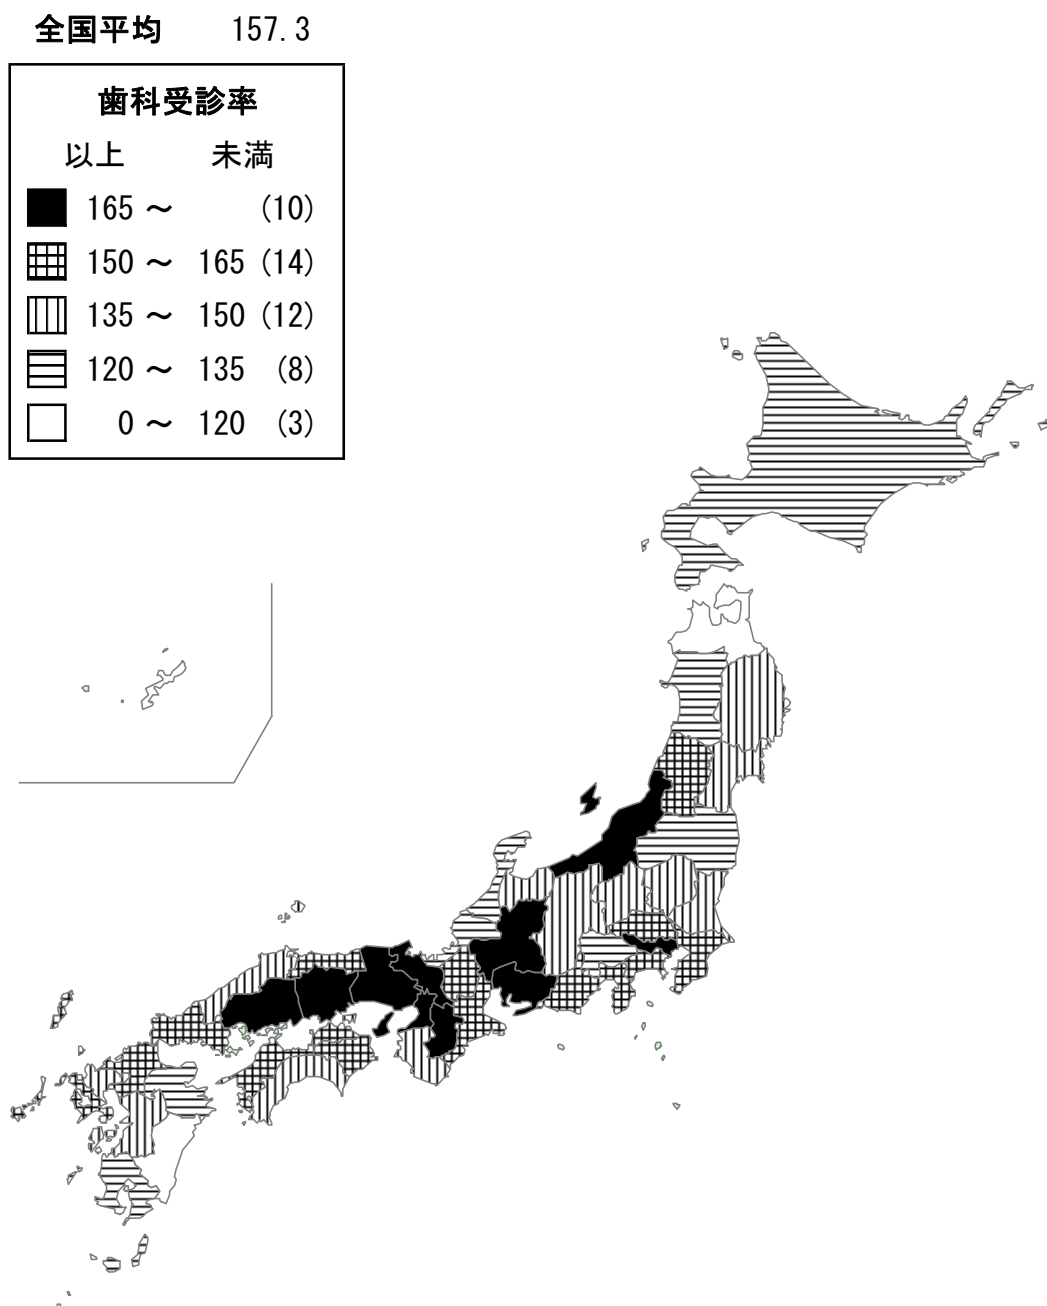 全国平均 157.3
歯科受診率
以上 未満
165 ～ (10)
150 ～ 165 (14)
135 ～ 150 (12)
120 ～ 135 (8)
0 ～ 120 (3)